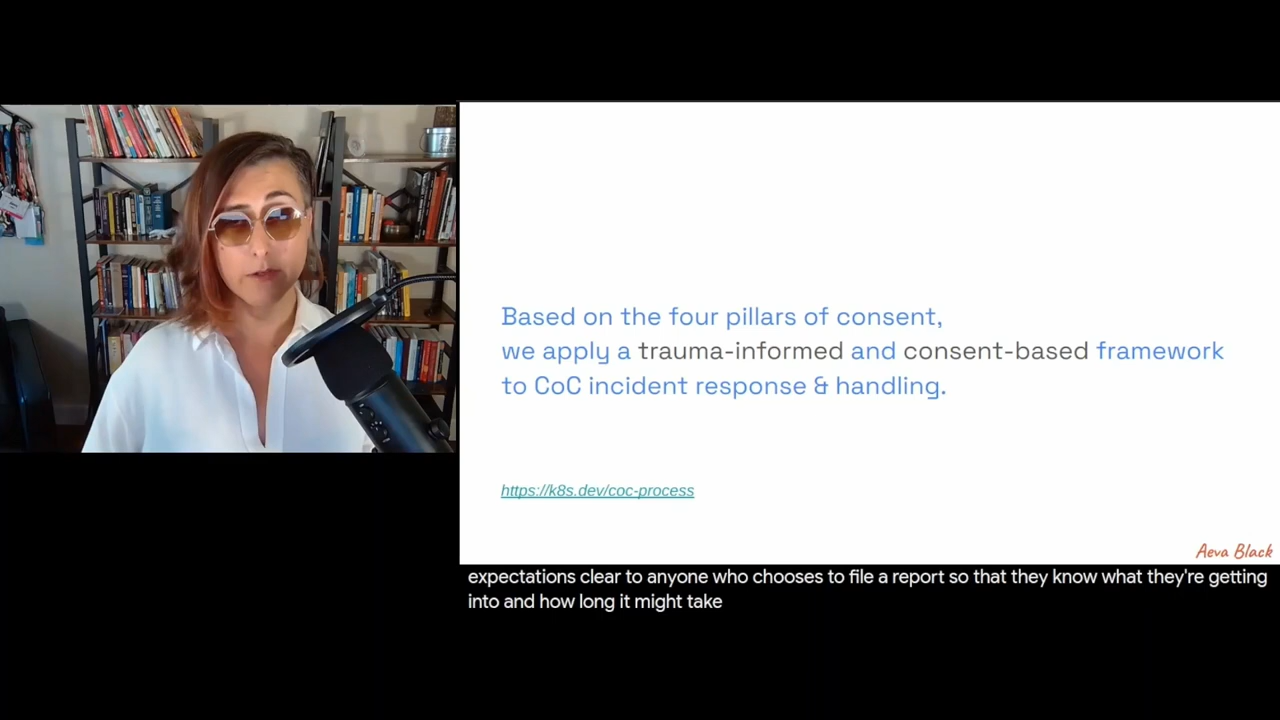 Based on the four pillars of consent,
we apply a trauma-informed and consent-based framework
to CoC incident response & handling.
https://k8s.dev/coc-process
Aeva Black
expectations clear to anyone who chooses to file a report so that they know what they're getting
into and how long it might take